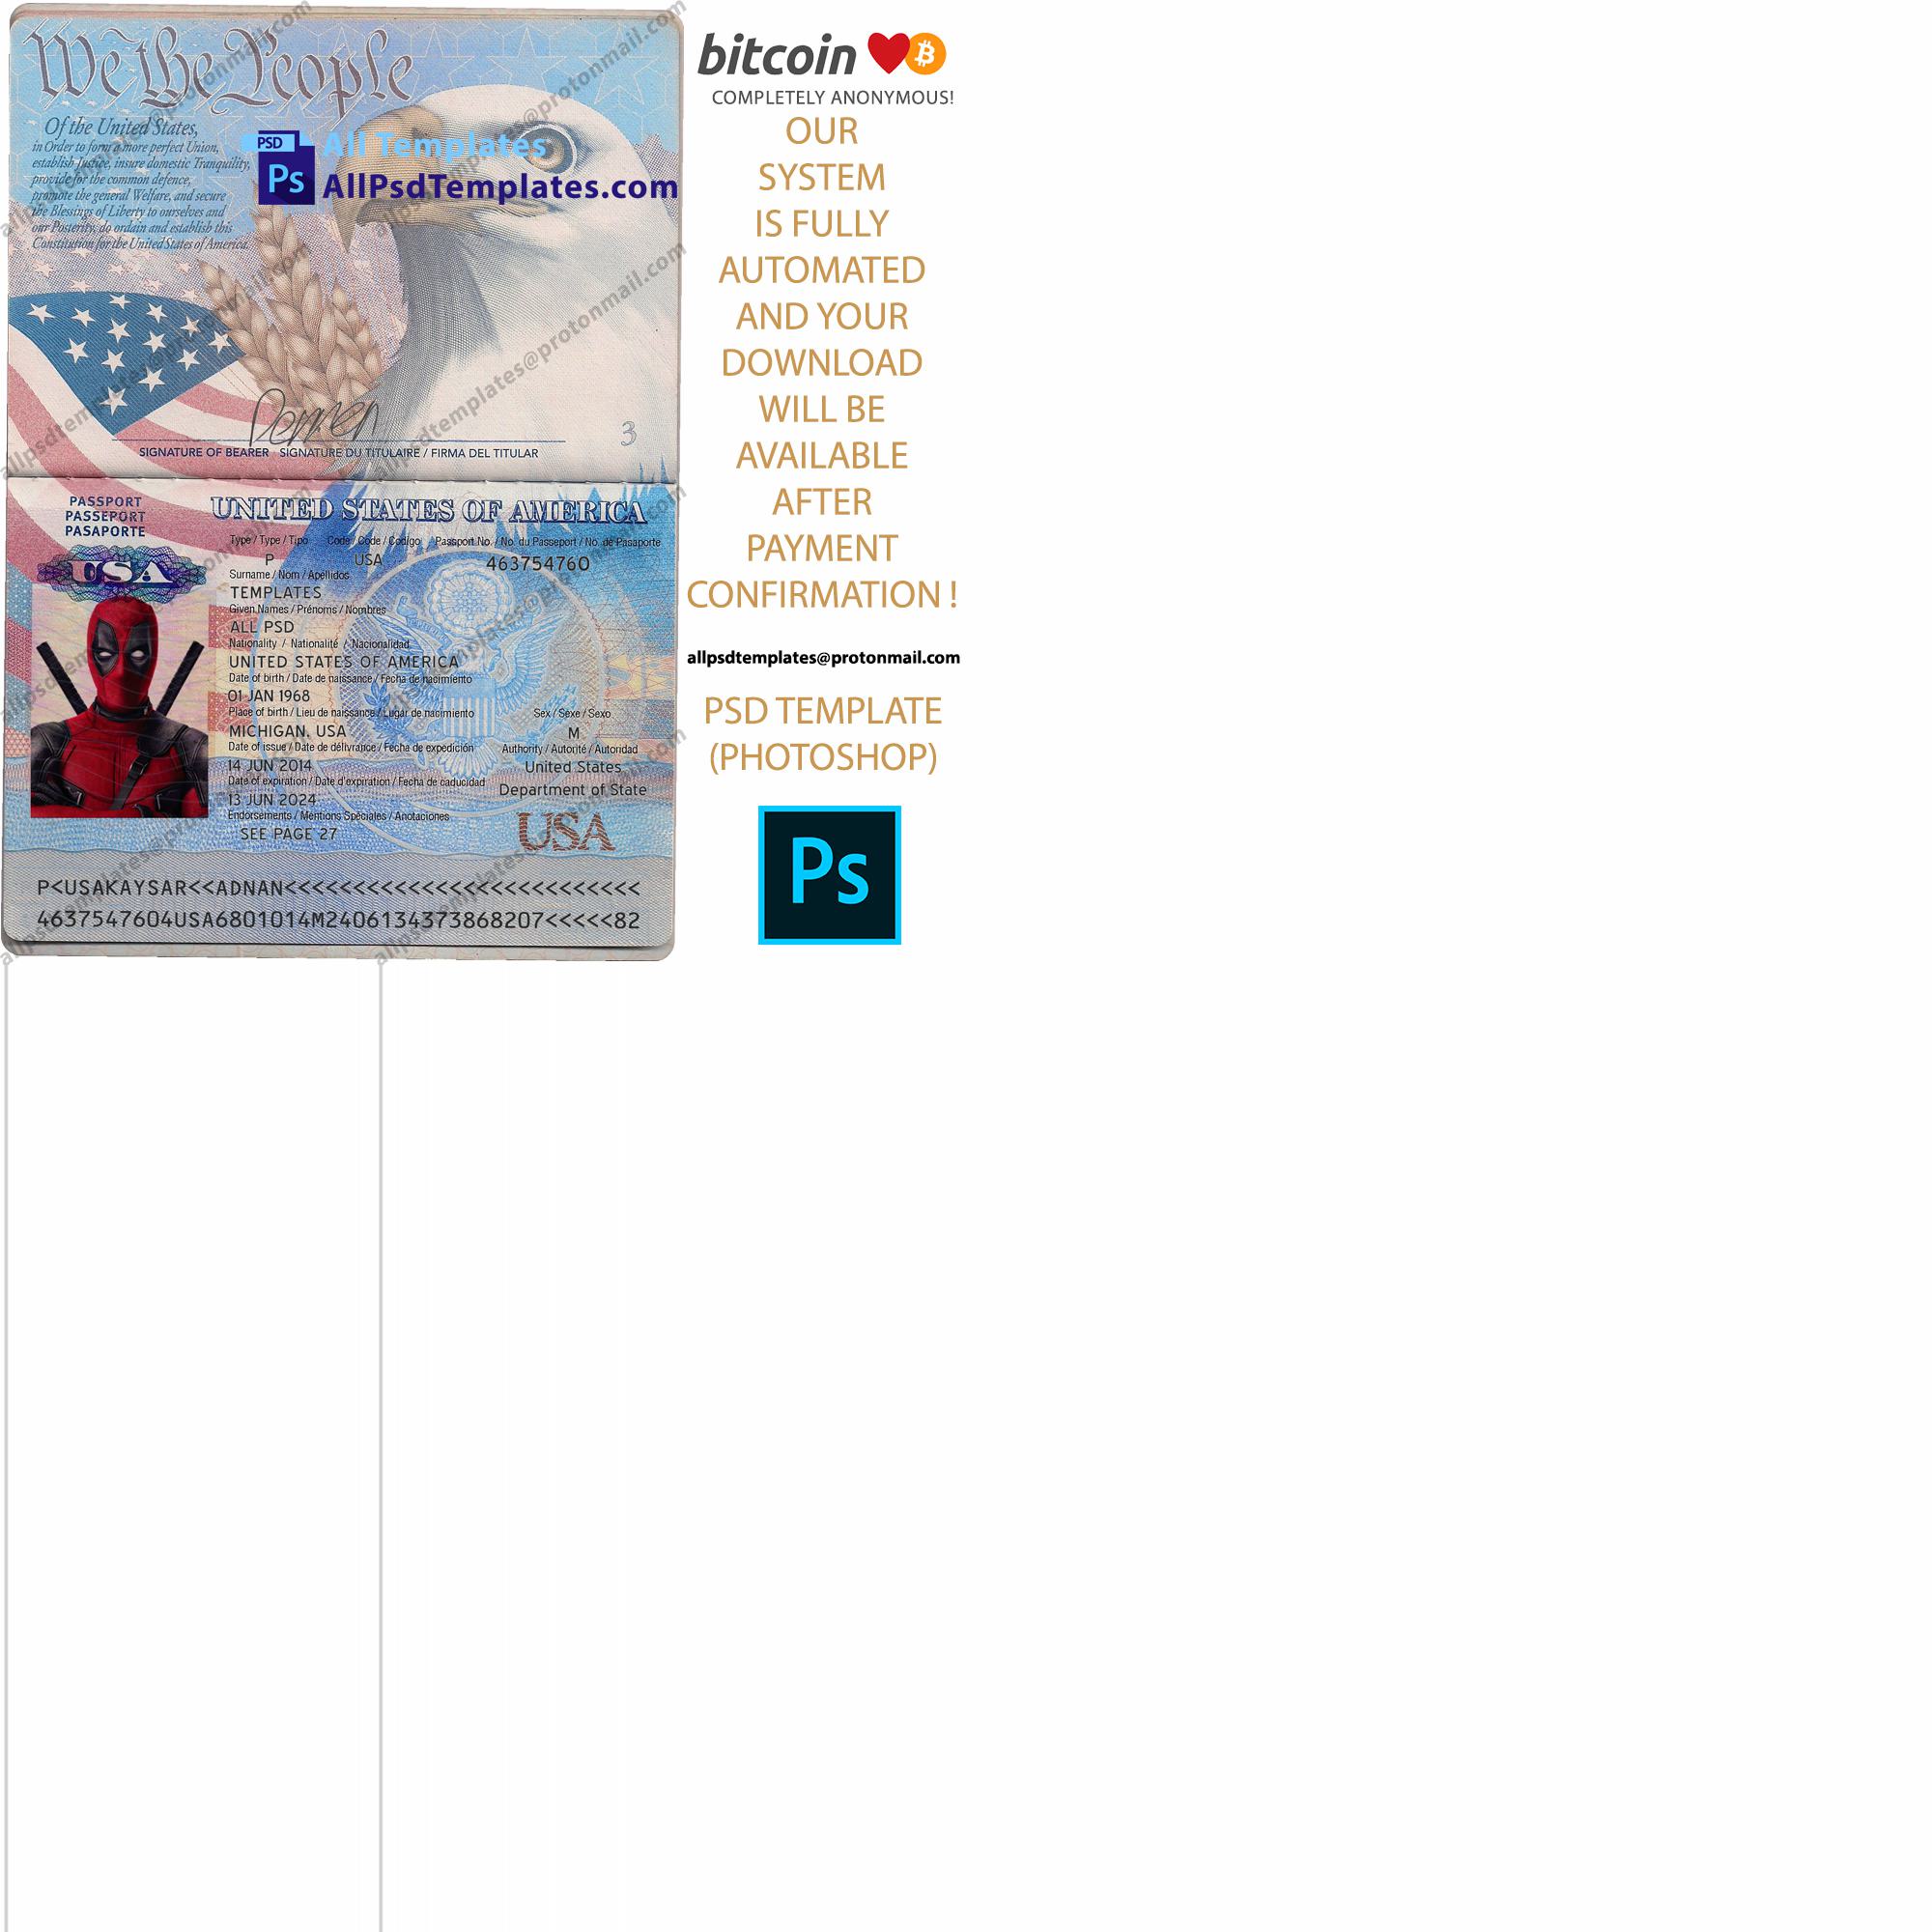 We the People
Of the United States,
in Order to form a more perfect Union,
establish Justice, insure domestic Tranquility,
provide for the common defence,
promote the general Welfare, and secure
the Blessings of Liberty to ourselves and
our Posterity, do ordain and establish this
Constitution for the United States of America.
PSD
Ps
All Templates
AllPsdTemplates.com
3
SIGNATURE OF BEARER SIGNATURE DU TITULAIRE / FIRMA DEL TITULAR
PASSPORT
PASSEPORT
PASAPORTE
USA
UNITED STATES OF AMERICA
Type / Type / Tipo Code / Code / Codigo Passport No. / No. du Passeport / No. de Pasaporte
P USA 463754760
Surname / Nom / Apellidos
TEMPLATES
Given Names / Prénoms / Nombres
ALL PSD
Nationality / Nationalité / Nacionalidad
UNITED STATES OF AMERICA
Date of birth / Date de naissance / Fecha de nacimiento
01 JAN 1968
Place of birth / Lieu de naissance / Lugar de nacimiento Sex / Sexe / Sexo
MICHIGAN, USA M
Date of issue / Date de délivrance / Fecha de expedición Authority / Autorité / Autoridad
14 JUN 2014 United States
Date of expiration / Date d'expiration / Fecha de caducidad Department of State
13 JUN 2024
Endorsements / Mentions Spéciales / Anotaciones
SEE PAGE 27
USA
P<USAKAYSAR<<ADNAN<<<<<<<<<<<<<<<<<<<<<<<<<<
4637547604USA6801014M2406134373868207<<<<<82
allpsdtemplates@protonmail.com
bitcoin
COMPLETELY ANONYMOUS!
OUR
SYSTEM
IS FULLY
AUTOMATED
AND YOUR
DOWNLOAD
WILL BE
AVAILABLE
AFTER
PAYMENT
CONFIRMATION !
allpsdtemplates@protonmail.com
PSD TEMPLATE
(PHOTOSHOP)
Ps